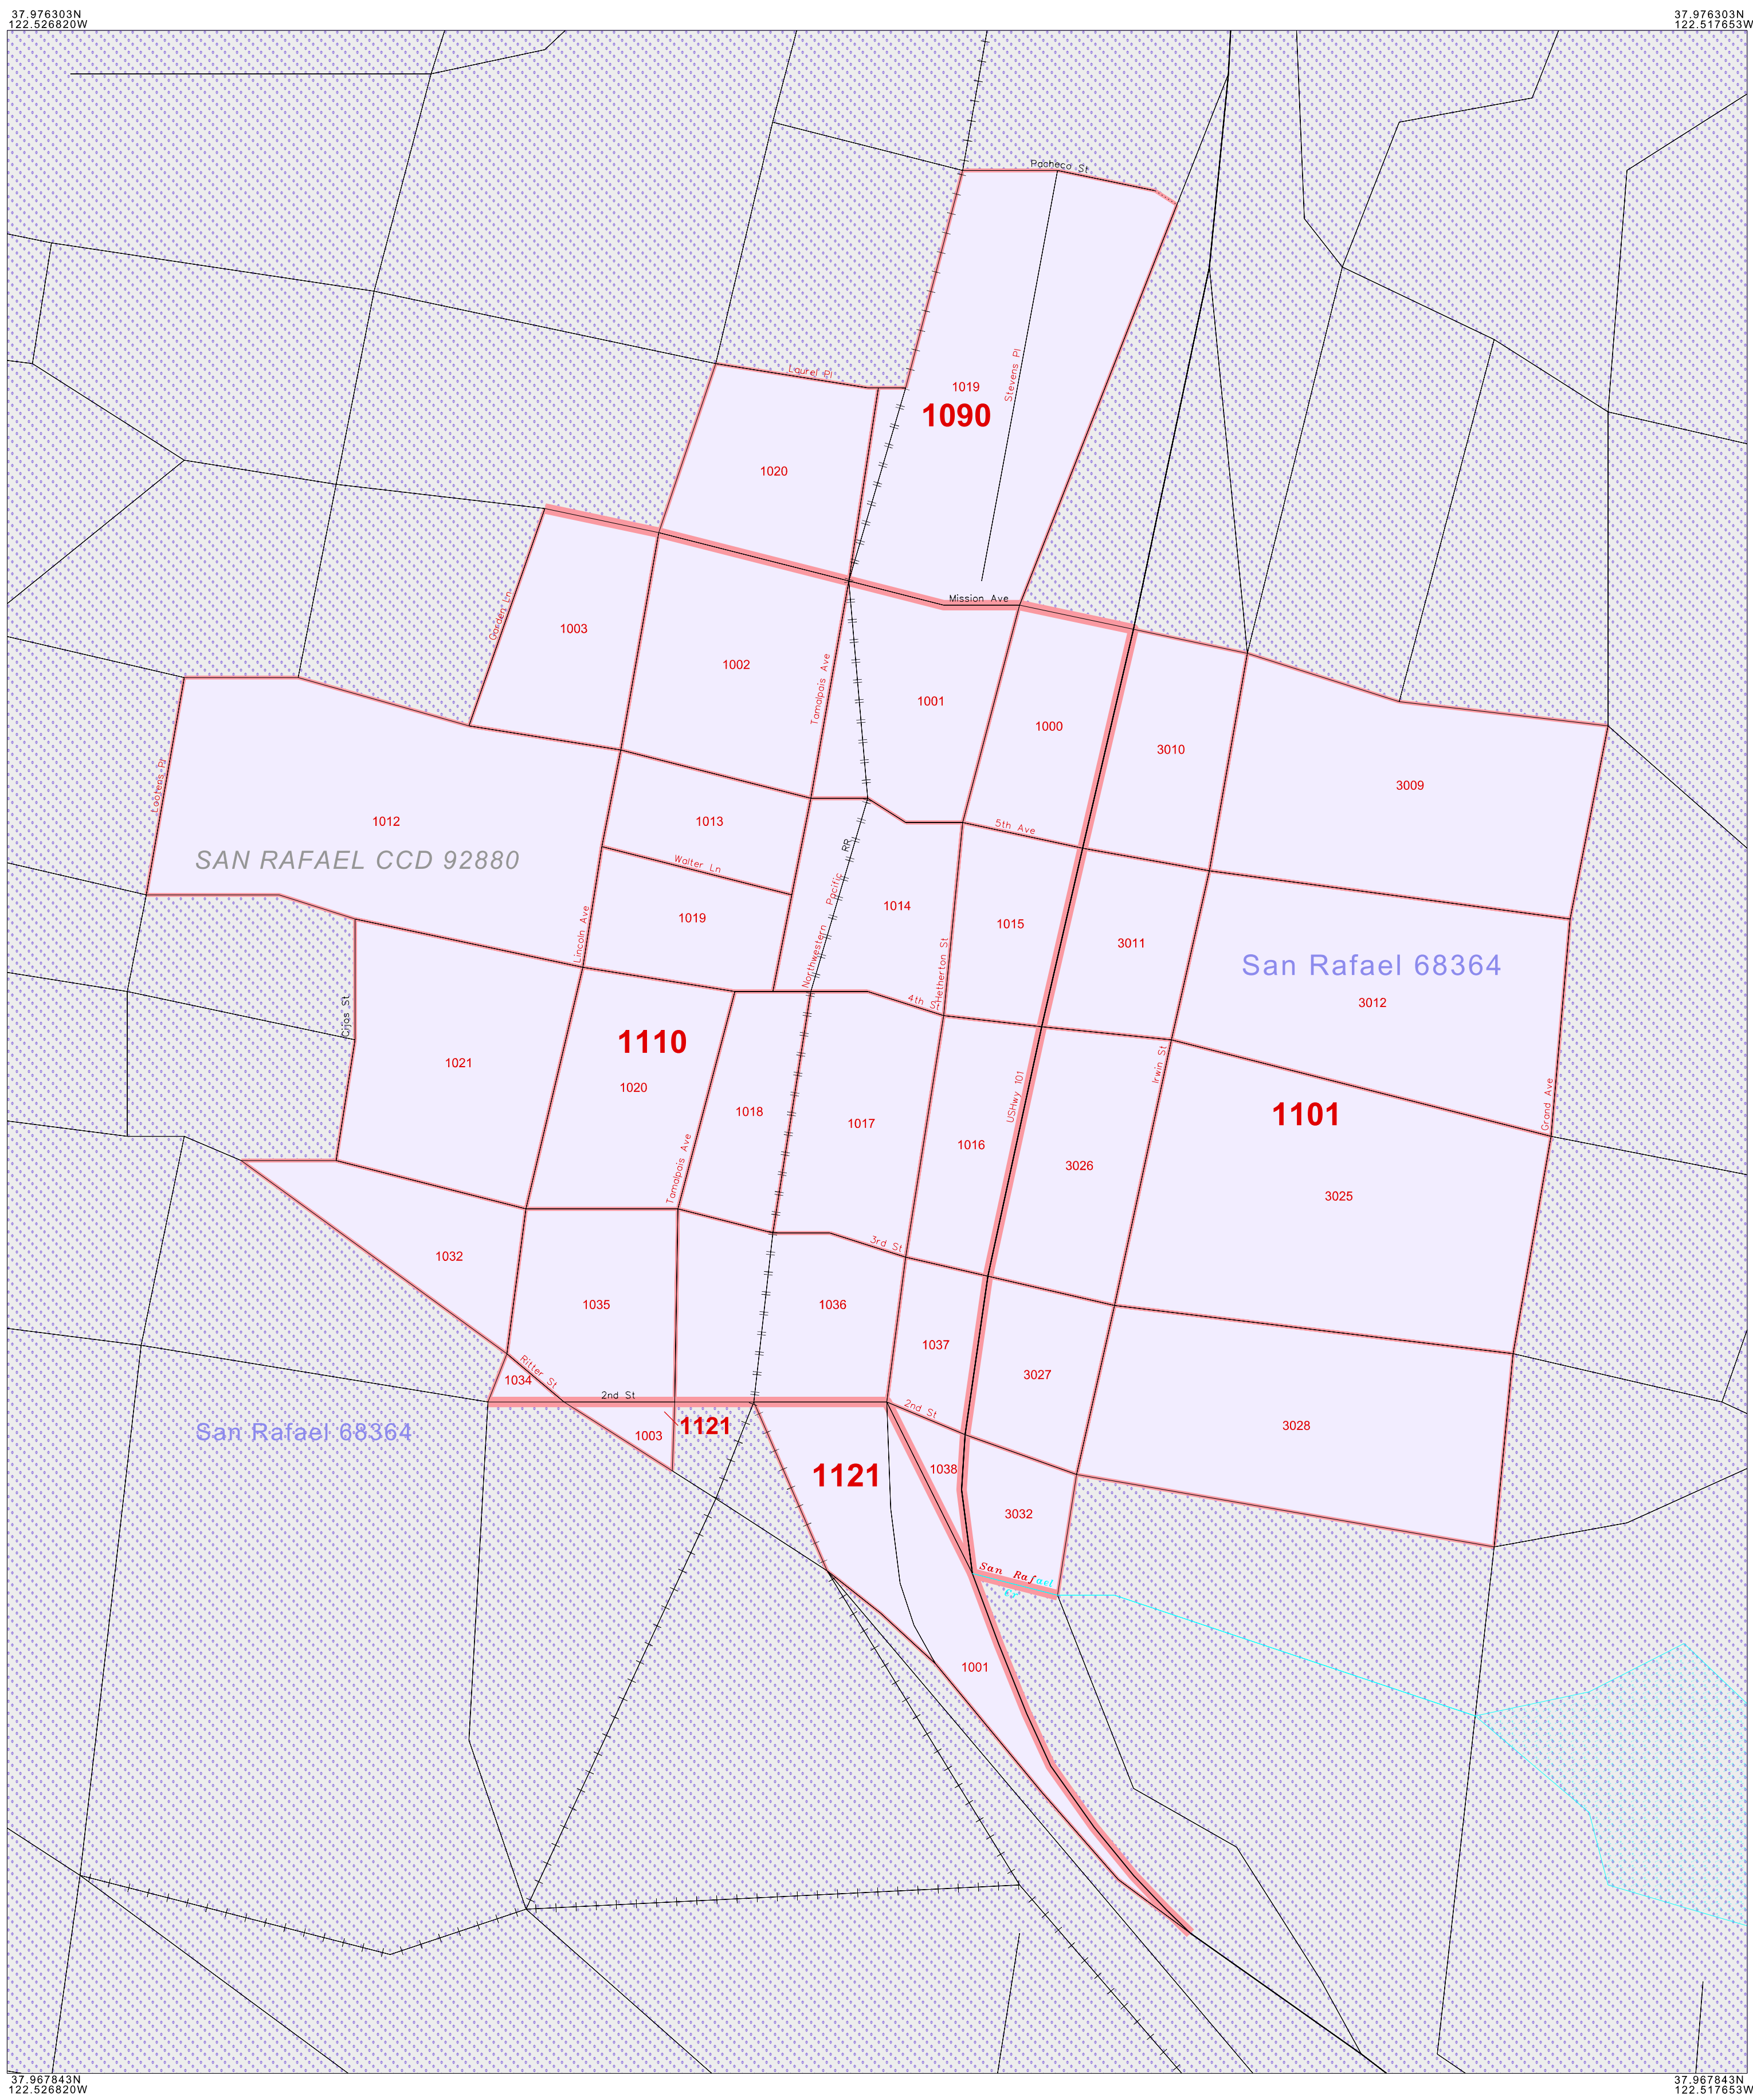 37.976303N
122.526820W
37.976303N
122.517653W
Pacheco St
Stevens Pl
1019
1090
Laurel Pl
1020
Mission Ave
Garden Ln
1003
1002
Tamalpais Ave
1001
1000
3010
3009
Lootens Pl
1012
SAN RAFAEL CCD 92880
1013
Walter Ln
5th Ave
Northwestern Pacific RR
1014
1015
1019
Lincoln Ave
Hetherton St
3011
San Rafael 68364
3012
4th St
Cijos St
1021
1110
1020
1018
1017
Tamalpais Ave
1016
USHwy 101
Irwin St
3026
1101
Grand Ave
3025
1032
3rd St
1035
1036
1037
Ritter St
1034
2nd St
2nd St
3027
3028
San Rafael 68364
1003
1121
1121
1038
3032
San Rafael
1001
37.967843N
122.526820W
37.967843N
122.517653W